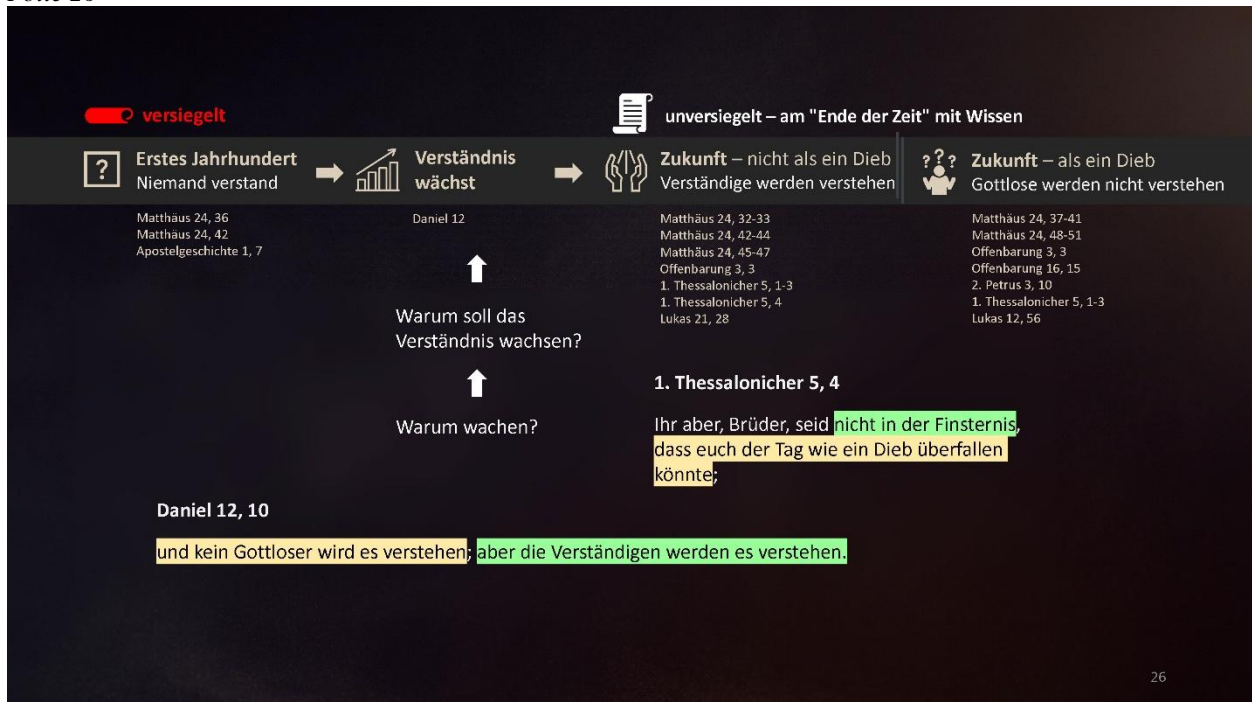 versiegelt
unversiegelt – am "Ende der Zeit" mit Wissen
?
Erstes Jahrhundert
Niemand verstand
Verständnis
wächst
Zukunft – nicht als ein Dieb
Verständige werden verstehen
???
Zukunft – als ein Dieb
Gottlose werden nicht verstehen
Matthäus 24, 36
Matthäus 24, 42
Apostelgeschichte 1, 7
Daniel 12
Matthäus 24, 32-33
Matthäus 24, 42-44
Matthäus 24, 45-47
Offenbarung 3, 3
1. Thessalonicher 5, 1-3
1. Thessalonicher 5, 4
Lukas 21, 28
Matthäus 24, 37-41
Matthäus 24, 48-51
Offenbarung 3, 3
Offenbarung 16, 15
2. Petrus 3, 10
1. Thessalonicher 5, 1-3
Lukas 12, 56
Warum soll das
Verständnis wachsen?
Warum wachen?
1. Thessalonicher 5, 4
Ihr aber, Brüder, seid nicht in der Finsternis,
dass euch der Tag wie ein Dieb überfallen
könnte;
Daniel 12, 10
und kein Gottloser wird es verstehen; aber die Verständigen werden es verstehen.
26